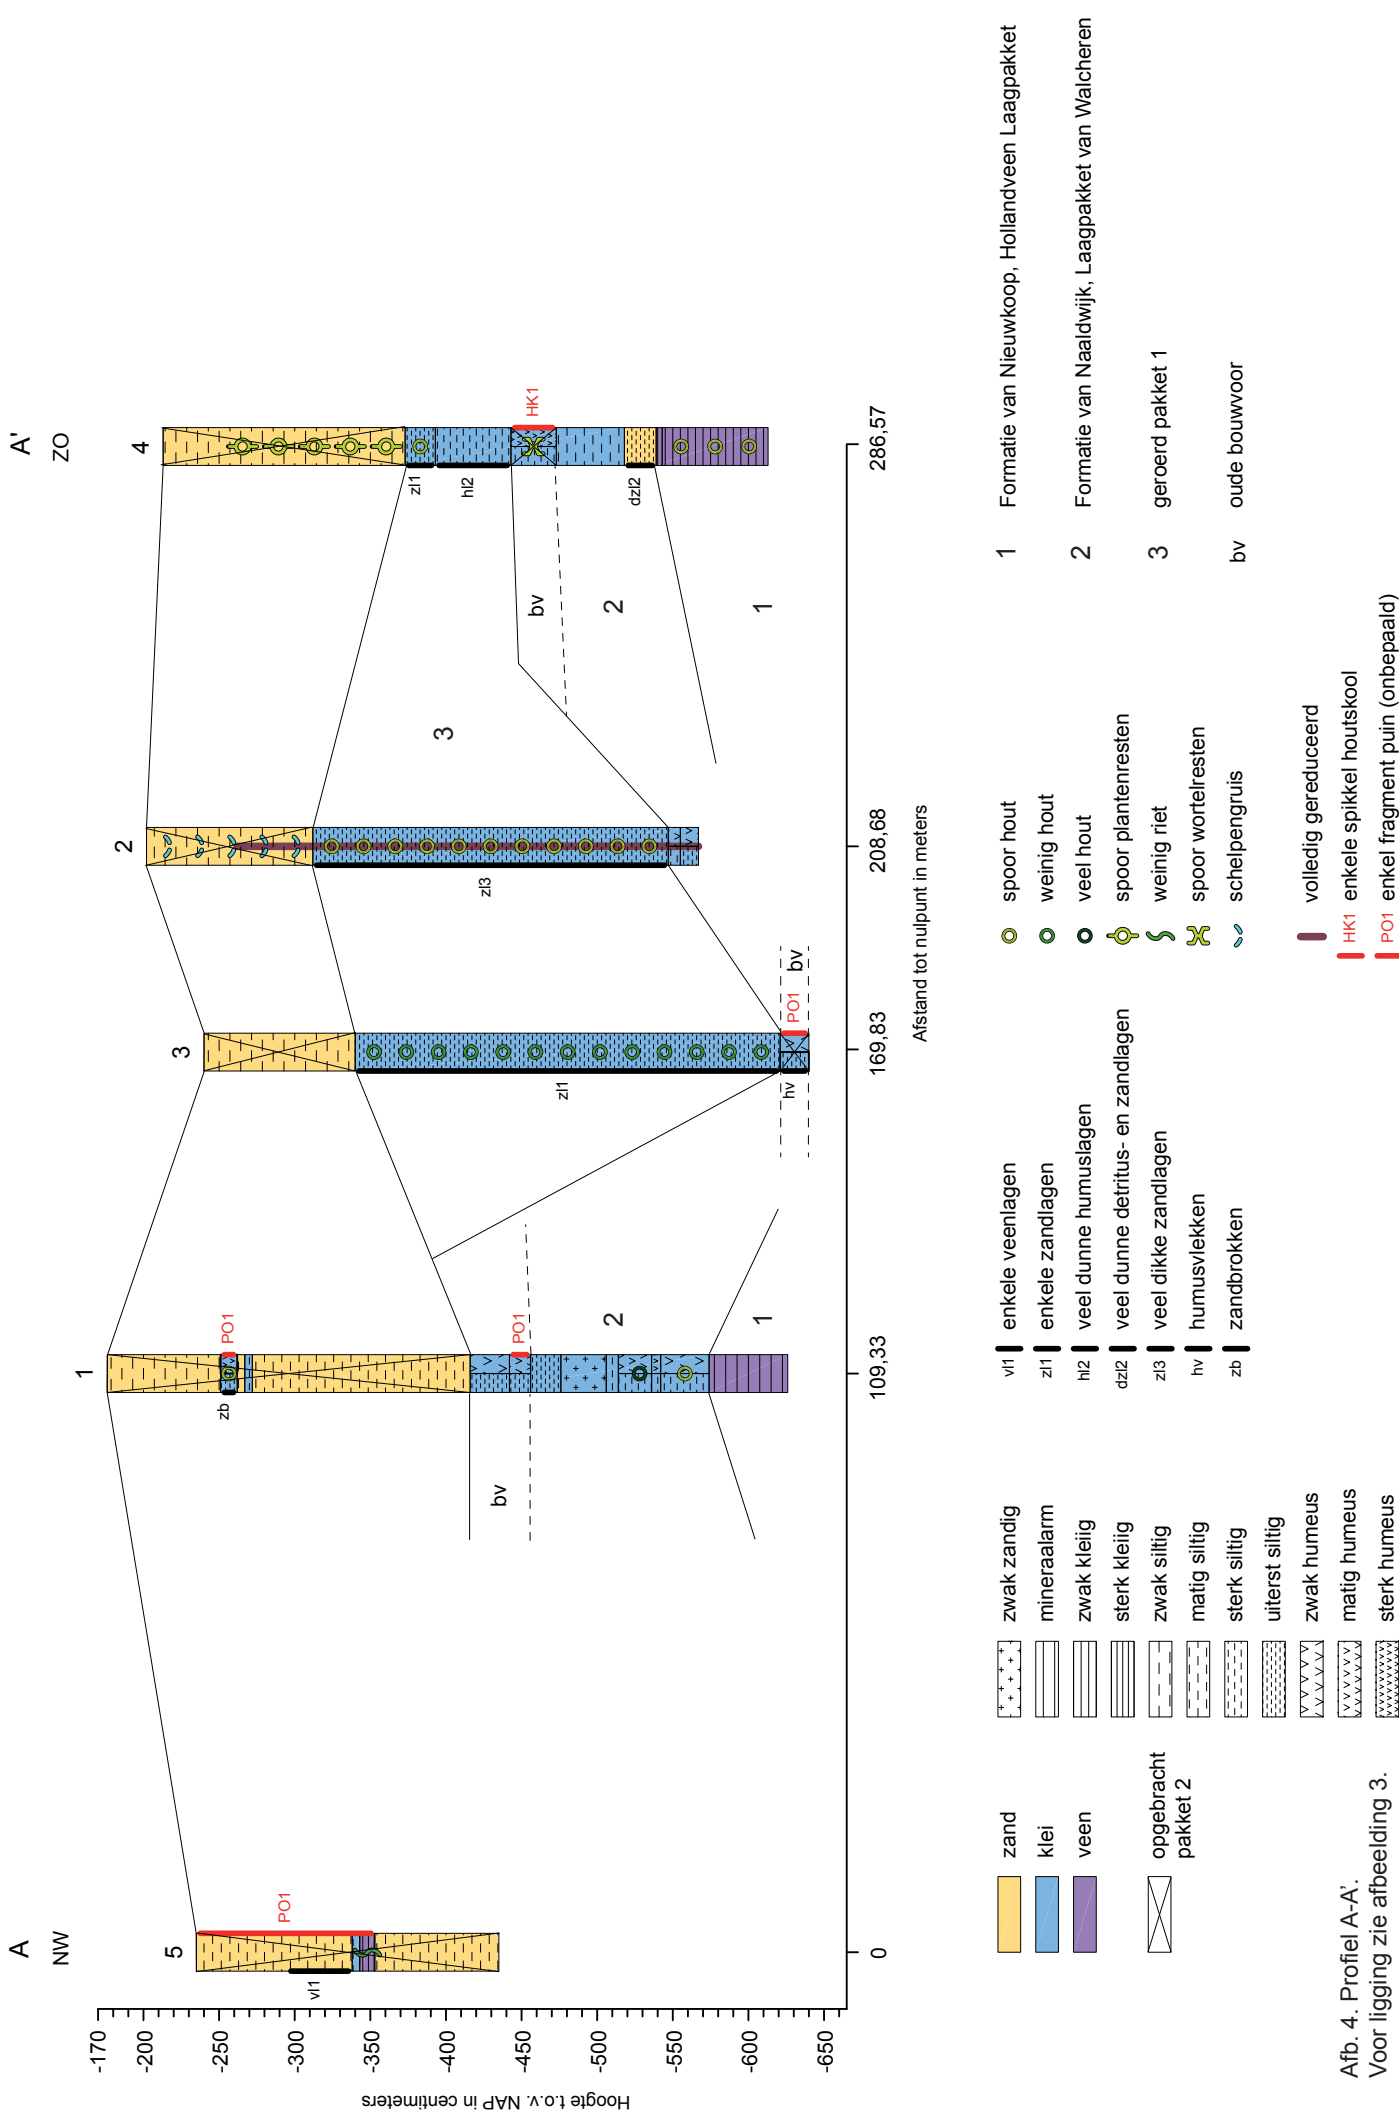 A
NW
A'
ZO
5
1
3
2
4
Hoogte t.o.v. NAP in centimeters
-170
-200
-250
-300
-350
-400
-450
-500
-550
-600
-650
vl1
PO1
zb
PO1
PO1
bv
2
1
zl1
hv
PO1
bv
zl3
3
bv
2
1
zl1
hl2
HK1
dzl2
0
109,33
169,83
208,68
286,57
Afstand tot nulpunt in meters
zand
klei
veen
opgebracht
pakket 2
zwak zandig
mineraalarm
zwak kleiig
sterk kleiig
zwak siltig
matig siltig
sterk siltig
uiterst siltig
zwak humeus
matig humeus
sterk humeus
vl1 enkele veenlagen
zl1 enkele zandlagen
hl2 veel dunne humuslagen
dzl2 veel dunne detritus- en zandlagen
zl3 veel dikke zandlagen
hv humusvlekken
zb zandbrokken
spoor hout
weinig hout
veel hout
spoor plantenresten
weinig riet
spoor wortelresten
schelpengruis
volledig gereduceerd
HK1 enkele spikkel houtskool
PO1 enkel fragment puin (onbepaald)
1 Formatie van Nieuwkoop, Hollandveen Laagpakket
2 Formatie van Naaldwijk, Laagpakket van Walcheren
3 geroerd pakket 1
bv oude bouwvoor
Afb. 4. Profiel A-A'.
Voor ligging zie afbeelding 3.